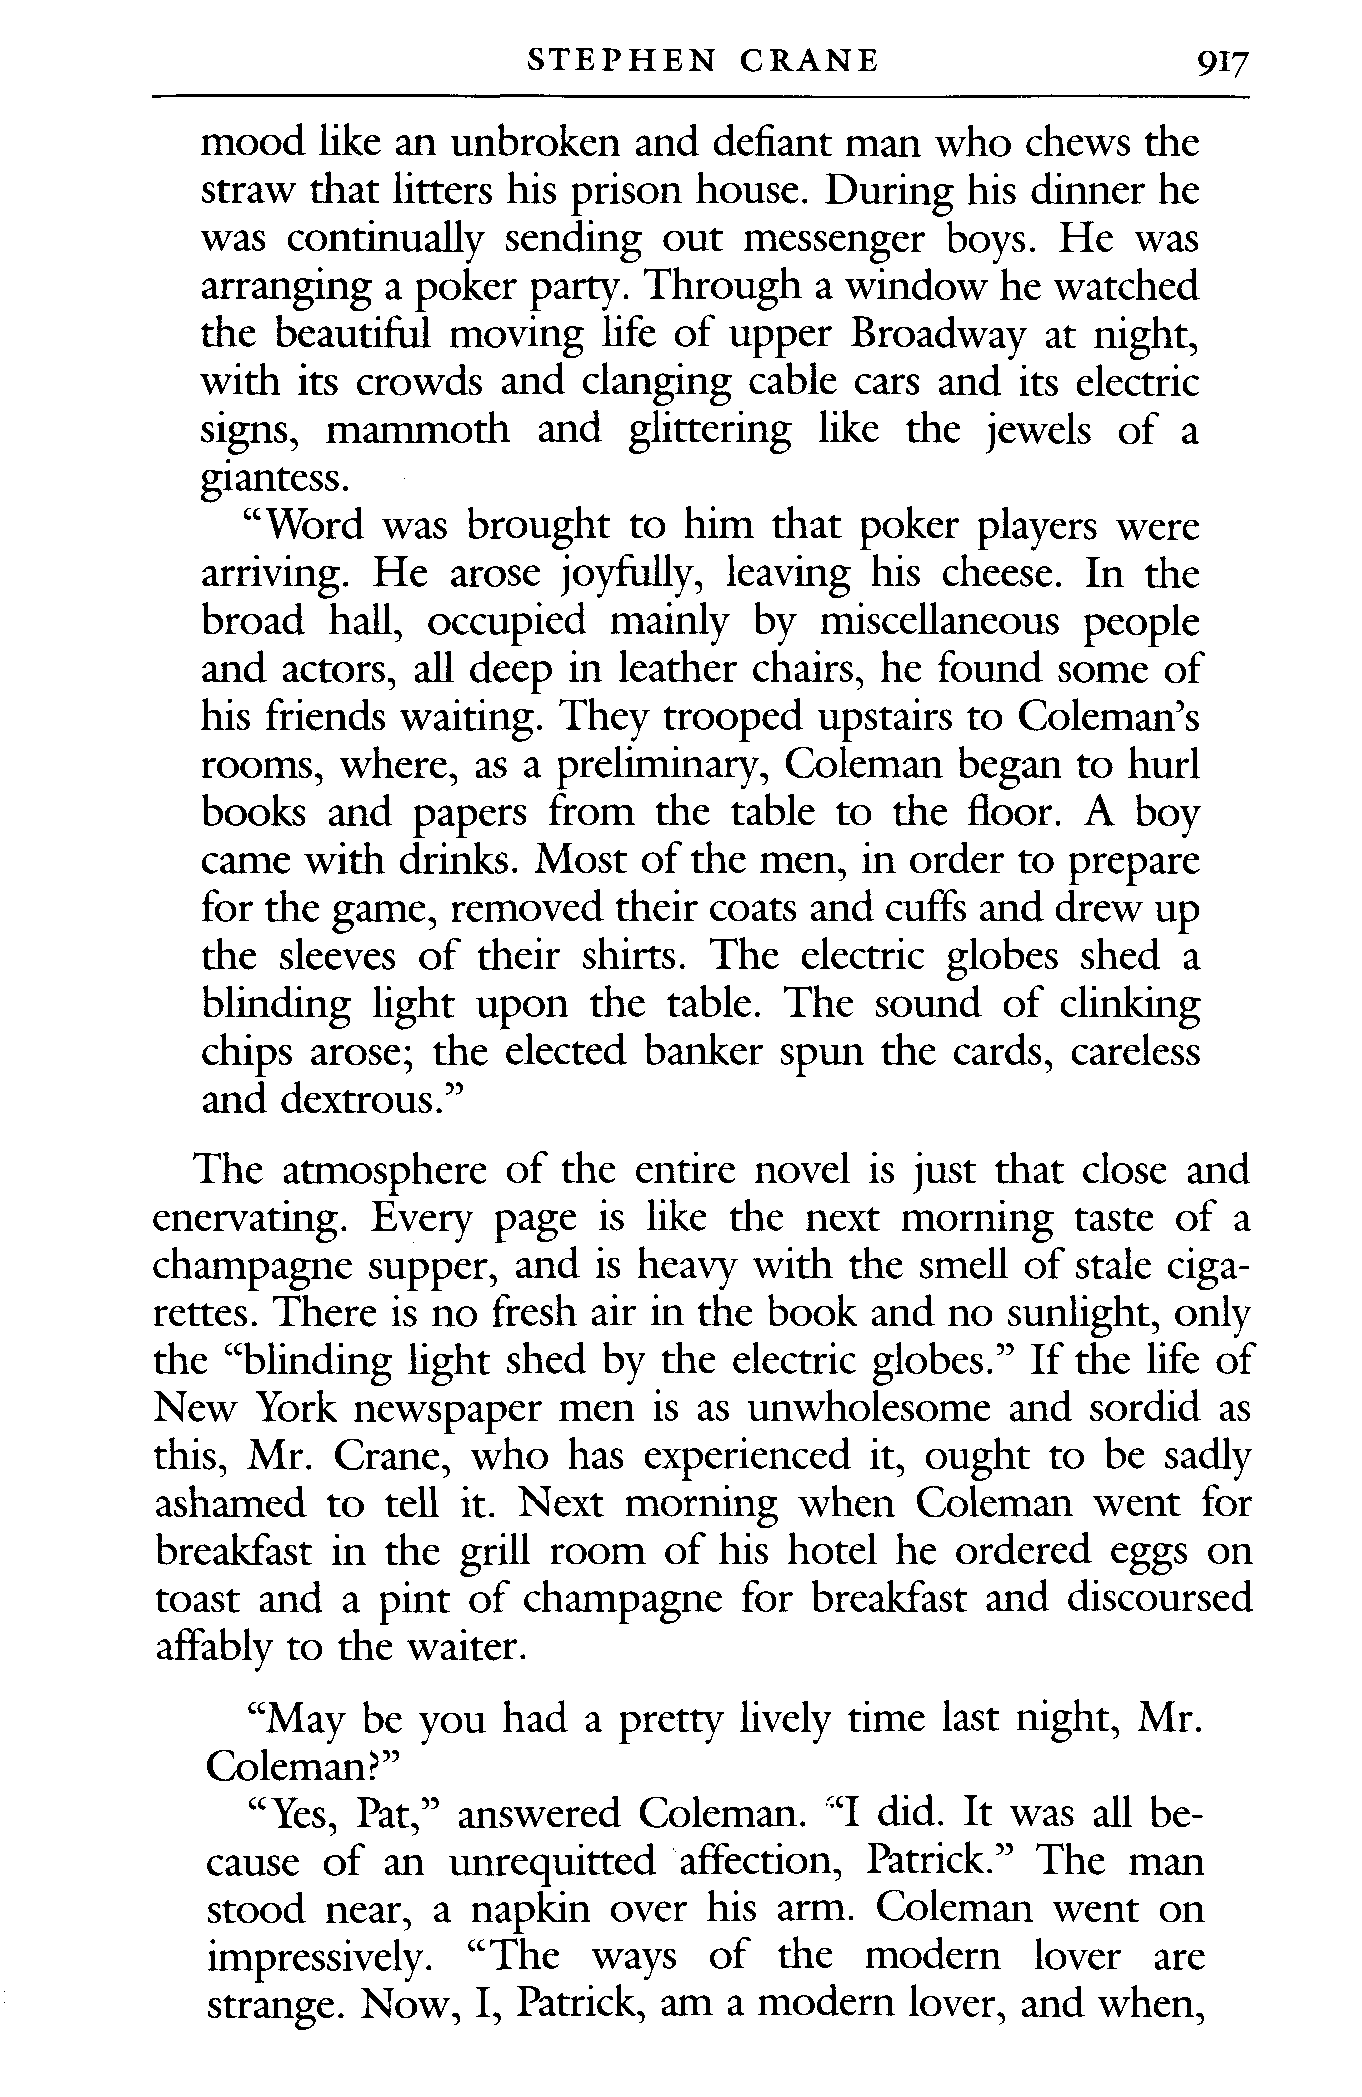 STEPHEN CRANE 917
mood like an unbroken and defiant man who chews the
straw that litters his prison house. During his dinner he
was continually sending out messenger boys. He was
arranging a poker party. Through a window he watched
the beautiful moving life of upper Broadway at night,
with its crowds and clanging cable cars and its electric
signs, mammoth and glittering like the jewels of a
giantess.
“Word was brought to him that poker players were
arriving. He arose joyfully, leaving his cheese. In the
broad hall, occupied mainly by miscellaneous people
and actors, all deep in leather chairs, he found some of
his friends waiting. They trooped upstairs to Coleman’s
rooms, where, as a preliminary, Coleman began to hurl
books and papers from the table to the floor. A boy
came with drinks. Most of the men, in order to prepare
for the game, removed their coats and cuffs and drew up
the sleeves of their shirts. The electric globes shed a
blinding light upon the table. The sound of clinking
chips arose; the elected banker spun the cards, careless
and dextrous.”
The atmosphere of the entire novel is just that close and
enervating. Every page is like the next morning taste of a
champagne supper, and is heavy with the smell of stale ciga-
rettes. There is no fresh air in the book and no sunlight, only
the “blinding light shed by the electric globes.” If the life of
New York newspaper men is as unwholesome and sordid as
this, Mr. Crane, who has experienced it, ought to be sadly
ashamed to tell it. Next morning when Coleman went for
breakfast in the grill room of his hotel he ordered eggs on
toast and a pint of champagne for breakfast and discoursed
affably to the waiter.
“May be you had a pretty lively time last night, Mr.
Coleman?”
“Yes, Pat,” answered Coleman. “I did. It was all be-
cause of an unrequitted affection, Patrick.” The man
stood near, a napkin over his arm. Coleman went on
impressively. “The ways of the modern lover are
strange. Now, I, Patrick, am a modern lover, and when,